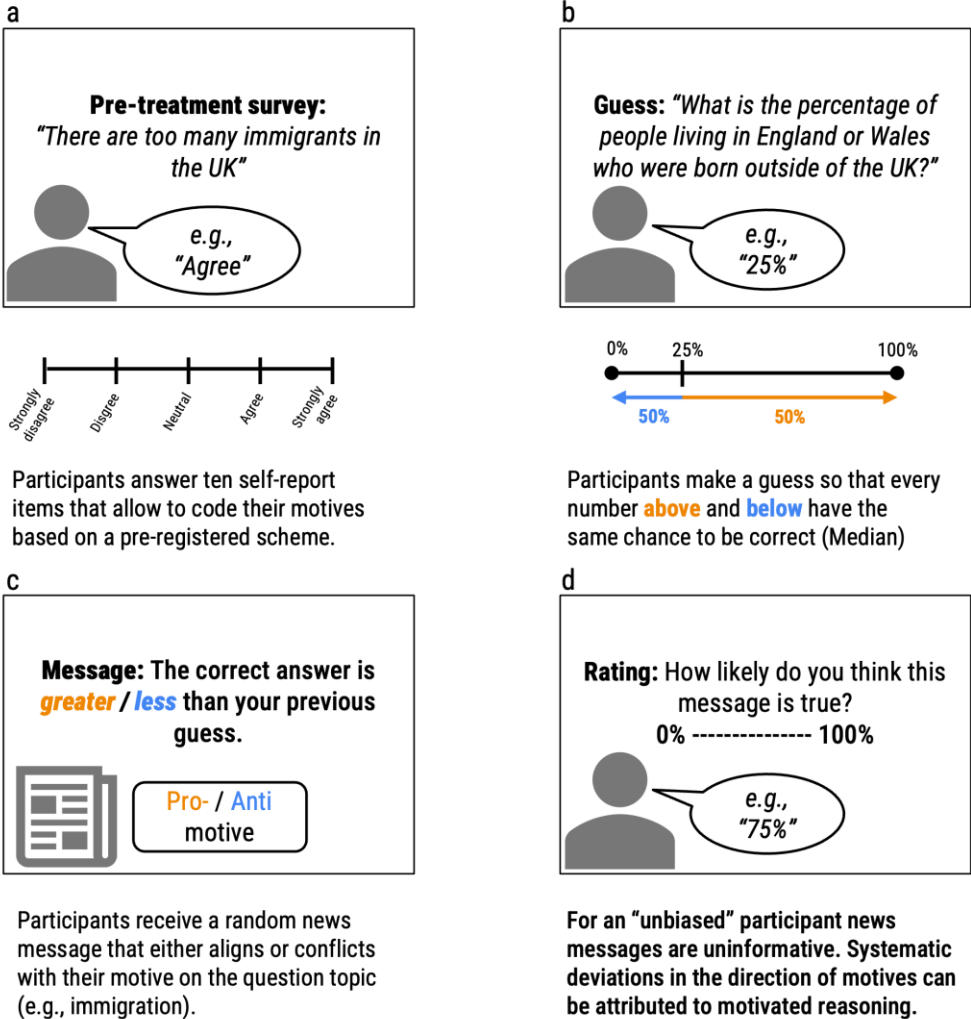 a
Pre-treatment survey:
“There are too many immigrants in
the UK”
e.g.,
“Agree”
Strongly
disagree
Disgree
Neutral
Agree
Strongly
agree
Participants answer ten self-report
items that allow to code their motives
based on a pre-registered scheme.
b
Guess: “What is the percentage of
people living in England or Wales
who were born outside of the UK?”
e.g.,
“25%”
0% 25% 100%
50% 50%
Participants make a guess so that every
number above and below have the
same chance to be correct (Median)
c
Message: The correct answer is
greater / less than your previous
guess.
Pro- / Anti
motive
Participants receive a random news
message that either aligns or conflicts
with their motive on the question topic
(e.g., immigration).
d
Rating: How likely do you think this
message is true?
0% --------------- 100%
e.g.,
“75%”
For an “unbiased” participant news
messages are uninformative. Systematic
deviations in the direction of motives can
be attributed to motivated reasoning.